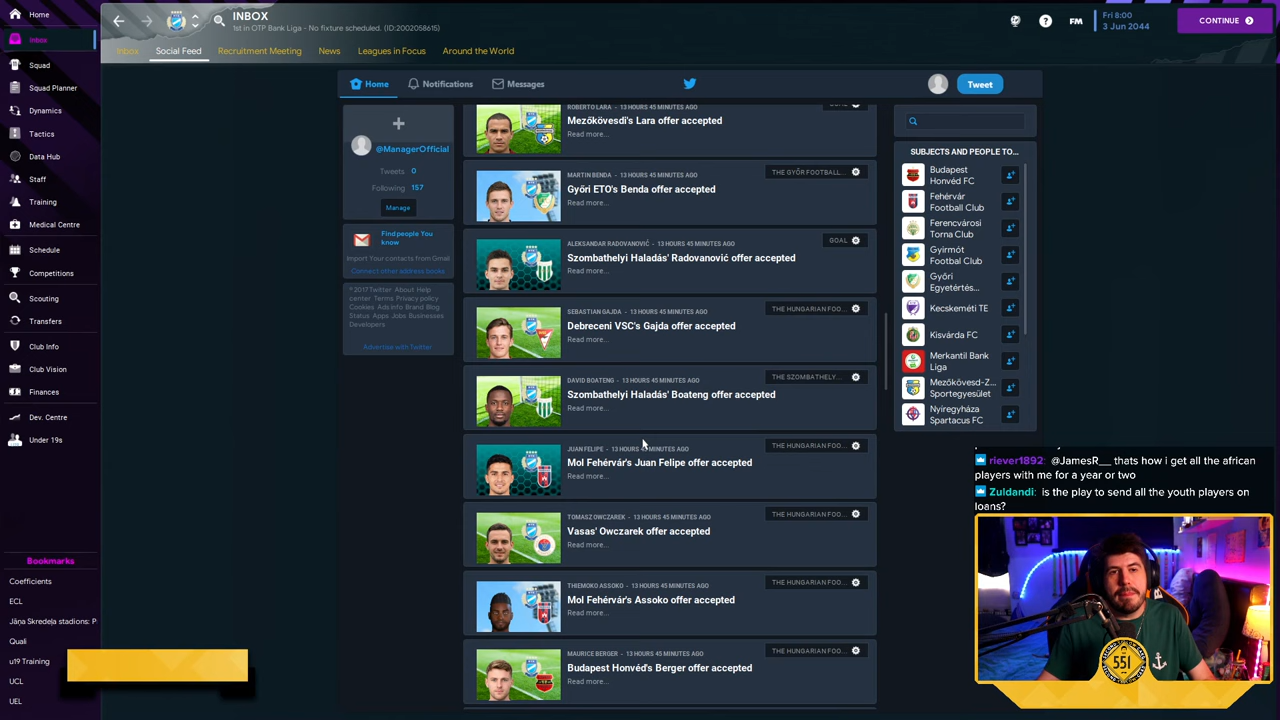 Home
Inbox
Squad
Squad Planner
Dynamics
Tactics
Data Hub
Staff
Training
Medical Centre
Schedule
Competitions
Scouting
Transfers
Club Info
Club Vision
Finances
Dev. Centre
Under 19s
Bookmarks
Coefficients
ECL
Jāņa Skredeļa stadions: P
Quali
u19 Training
UCL
UEL
INBOX
1st in OTP Bank Liga - No fixture scheduled. (ID:2002058615)
FM
Fri 8:00
3 Jun 2044
CONTINUE
Inbox
Social Feed
Recruitment Meeting
News
Leagues in Focus
Around the World
Home
Notifications
Messages
Tweet
@ManagerOfficial
Tweets 0
Following 157
Manage
Find people You
know
Import Your contacts from Gmail
Connect other address books
©2017 Twitter About Help
center Terms Privacy policy
Cookies Ads info Brand Blog
Status Apps Jobs Businesses
Developers
Advertise with Twitter
ROBERTO LARA - 13 HOURS 45 MINUTES AGO
GOAL
Mezőkövesdi's Lara offer accepted
Read more...
MARTIN BENDA - 13 HOURS 45 MINUTES AGO
THE GYŐR FOOTBALL...
Győri ETO's Benda offer accepted
Read more...
ALEKSANDAR RADOVANOVIĆ - 13 HOURS 45 MINUTES AGO
GOAL
Szombathelyi Haladás' Radovanović offer accepted
Read more...
SEBASTIAN GAJDA - 13 HOURS 45 MINUTES AGO
THE HUNGARIAN FOO...
Debreceni VSC's Gajda offer accepted
Read more...
DAVID BOATENG - 13 HOURS 45 MINUTES AGO
THE SZOMBATHELY...
Szombathelyi Haladás' Boateng offer accepted
Read more...
JUAN FELIPE - 13 HOURS 45 MINUTES AGO
THE HUNGARIAN FOO...
Mol Fehérvár's Juan Felipe offer accepted
Read more...
TOMASZ OWCZAREK - 13 HOURS 45 MINUTES AGO
THE HUNGARIAN FOO...
Vasas' Owczarek offer accepted
Read more...
THIEMOKO ASSOKO - 13 HOURS 45 MINUTES AGO
THE HUNGARIAN FOO...
Mol Fehérvár's Assoko offer accepted
Read more...
MAURICE BERGER - 13 HOURS 45 MINUTES AGO
THE HUNGARIAN FOO...
Budapest Honvéd's Berger offer accepted
Read more...
SUBJECTS AND PEOPLE TO...
Budapest
Honvéd FC
Fehérvár
Football Club
Ferencvárosi
Torna Club
Gyirmót
Footbal Club
Győri
Egyetértés...
Kecskeméti TE
Kisvárda FC
Merkantil Bank
Liga
Mezőkövesd-Z...
Sportegyesület
Nyíregyháza
Spartacus FC
riever1892: @JamesR__ thats how i get all the african
players with me for a year or two
Zuldandi: is the play to send all the youth players on
loans?
551